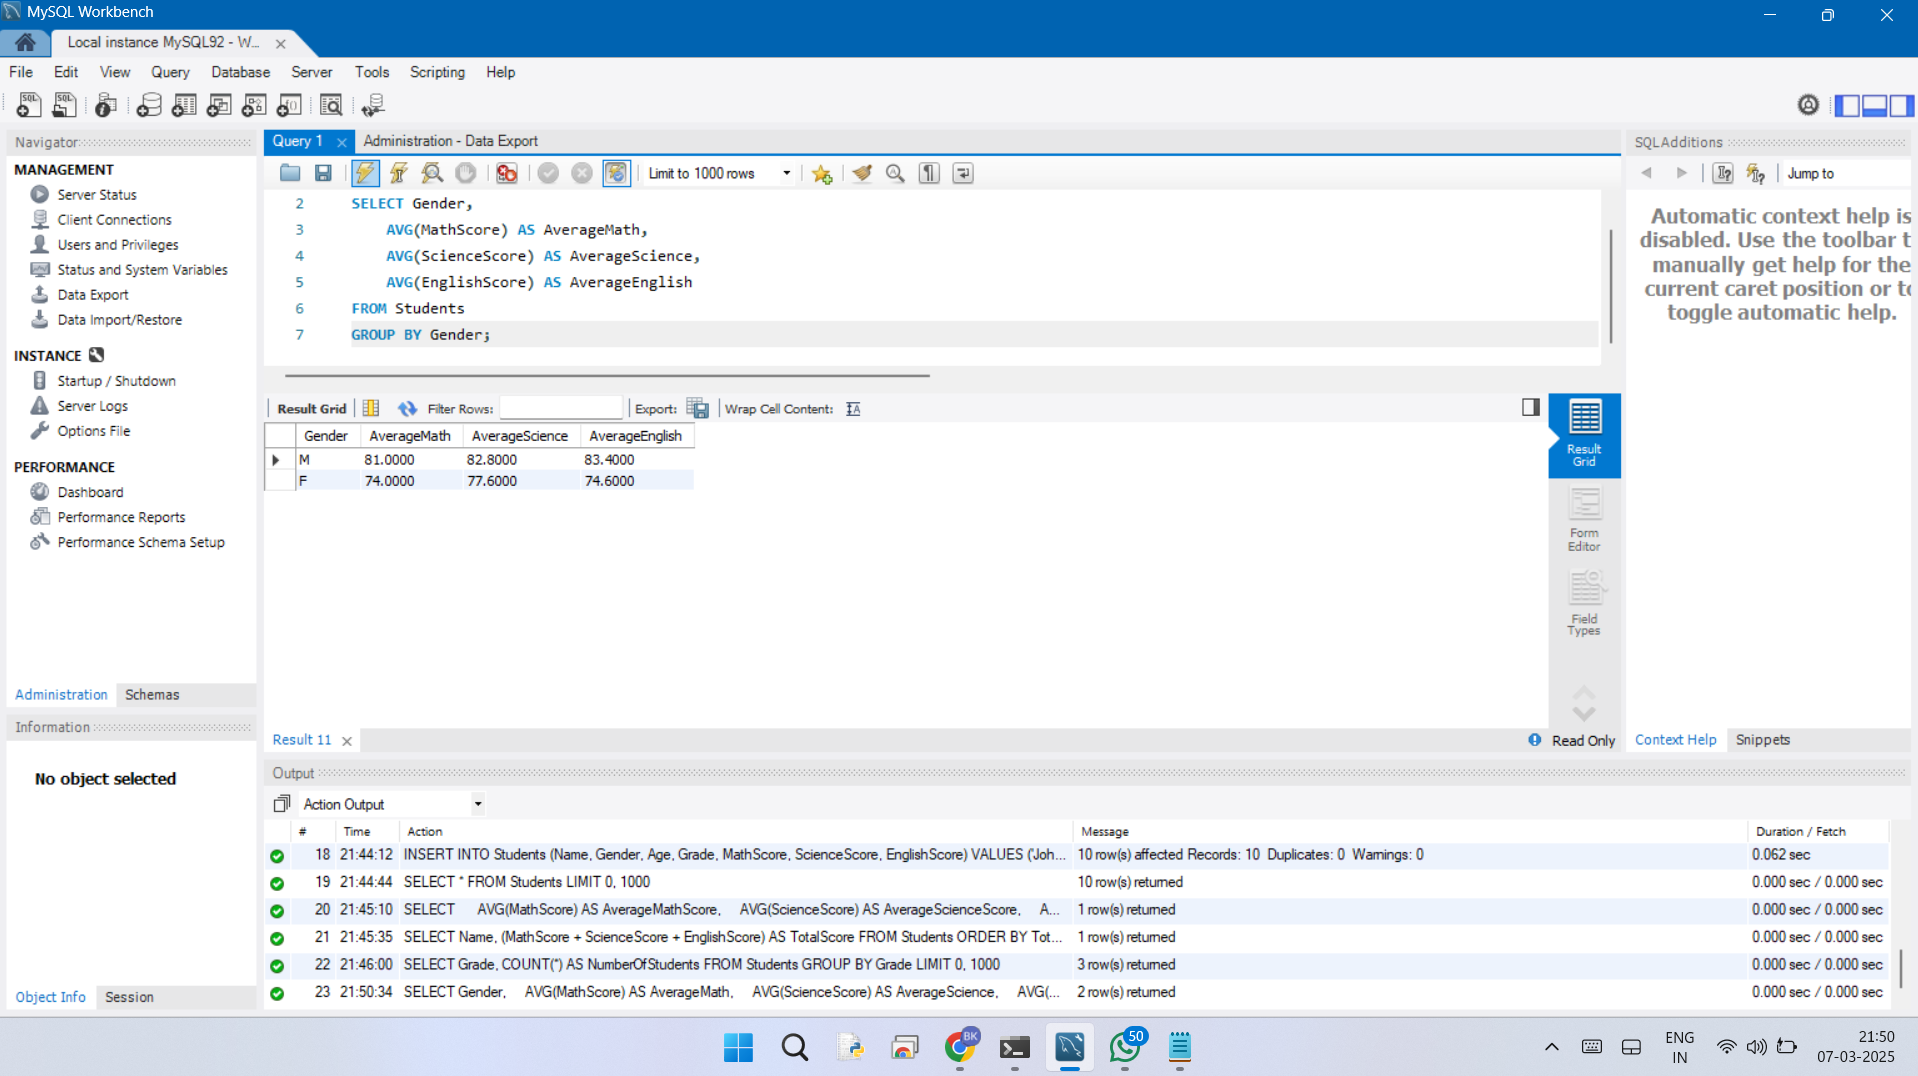 MySQL Workbench
Local instance MySQL92 - W...
File Edit View Query Database Server Tools Scripting Help
Navigator
MANAGEMENT
Server Status
Client Connections
Users and Privileges
Status and System Variables
Data Export
Data Import/Restore
INSTANCE
Startup / Shutdown
Server Logs
Options File
PERFORMANCE
Dashboard
Performance Reports
Performance Schema Setup
Administration Schemas
Information
No object selected
Object Info Session
Query 1 Administration - Data Export
Limit to 1000 rows
2 SELECT Gender,
3 AVG(MathScore) AS AverageMath,
4 AVG(ScienceScore) AS AverageScience,
5 AVG(EnglishScore) AS AverageEnglish
6 FROM Students
7 GROUP BY Gender;
Result Grid Filter Rows: Export: Wrap Cell Content:
Gender AverageMath AverageScience AverageEnglish
M 81.0000 82.8000 83.4000
F 74.0000 77.6000 74.6000
Result
Grid
Form
Editor
Field
Types
Result 11
Read Only
SQLAdditions
Jump to
Automatic context help is
disabled. Use the toolbar t
manually get help for the
current caret position or to
toggle automatic help.
Context Help Snippets
Output
Action Output
# Time Action Message Duration / Fetch
18 21:44:12 INSERT INTO Students (Name, Gender, Age, Grade, MathScore, ScienceScore, EnglishScore) VALUES ('Joh... 10 row(s) affected Records: 10 Duplicates: 0 Warnings: 0 0.062 sec
19 21:44:44 SELECT * FROM Students LIMIT 0, 1000 10 row(s) returned 0.000 sec / 0.000 sec
20 21:45:10 SELECT AVG(MathScore) AS AverageMathScore, AVG(ScienceScore) AS AverageScienceScore, A... 1 row(s) returned 0.000 sec / 0.000 sec
21 21:45:35 SELECT Name, (MathScore + ScienceScore + EnglishScore) AS TotalScore FROM Students ORDER BY Tot... 1 row(s) returned 0.000 sec / 0.000 sec
22 21:46:00 SELECT Grade, COUNT(*) AS NumberOfStudents FROM Students GROUP BY Grade LIMIT 0, 1000 3 row(s) returned 0.000 sec / 0.000 sec
23 21:50:34 SELECT Gender, AVG(MathScore) AS AverageMath, AVG(ScienceScore) AS AverageScience, AVG(... 2 row(s) returned 0.000 sec / 0.000 sec
BK
50
ENG
IN
21:50
07-03-2025